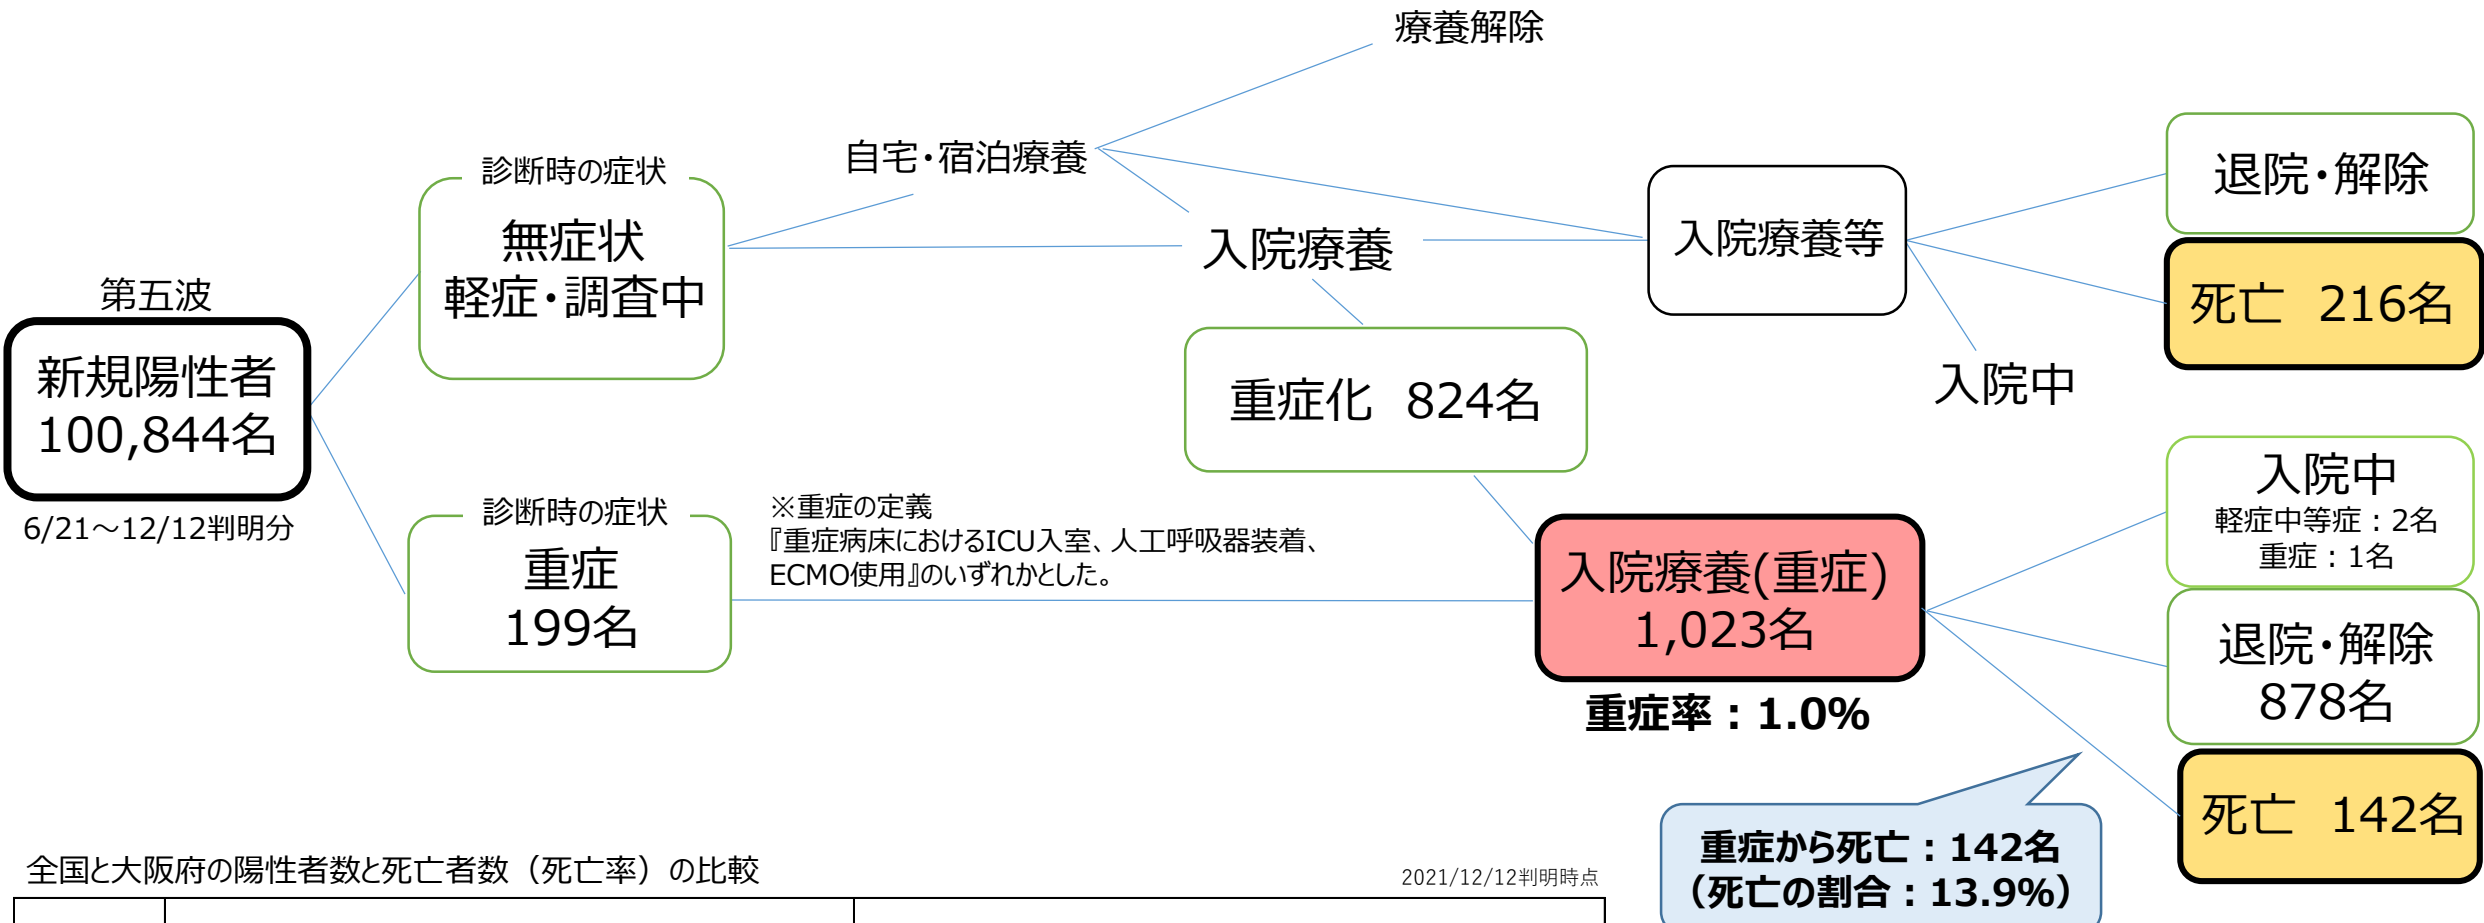 療養解除
自宅・宿泊療養
診断時の症状
無症状
軽症・調査中
入院療養
入院療養等
退院・解除
死亡 216名
入院中
第五波
新規陽性者
100,844名
6/21～12/12判明分
重症化 824名
診断時の症状
重症
199名
※重症の定義
『重症病床におけるICU入室、人工呼吸器装着、
ECMO使用』のいずれかとした。
入院療養(重症)
1,023名
重症率：1.0%
入院中
軽症中等症：2名
重症：1名
退院・解除
878名
死亡 142名
重症から死亡：142名
（死亡の割合：13.9%）
全国と大阪府の陽性者数と死亡者数（死亡率）の比較
2021/12/12判明時点